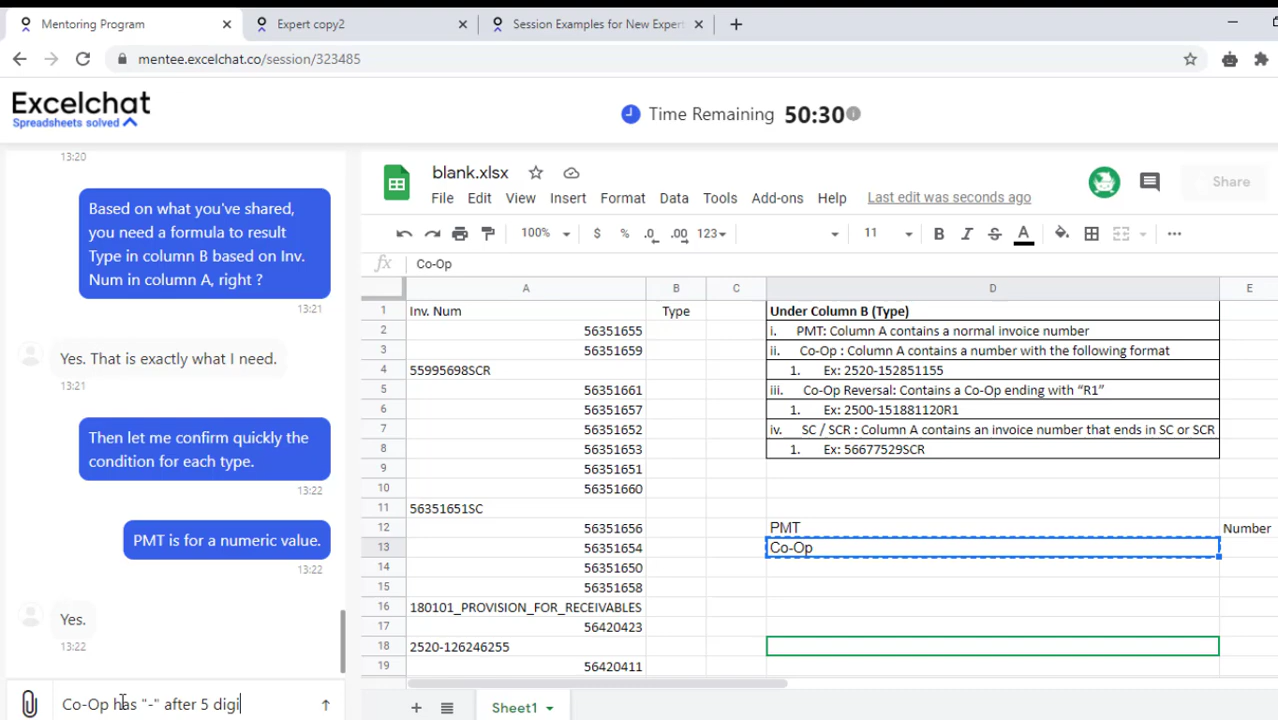 Mentoring Program
Expert copy2
Session Examples for New Exper
mentee.excelchat.co/session/323485
Excelchat
Spreadsheets solved
Time Remaining 50:30
13:20
Based on what you've shared,
you need a formula to result
Type in column B based on Inv.
Num in column A, right ?
13:21
Yes. That is exactly what I need.
13:21
Then let me confirm quickly the
condition for each type.
13:22
PMT is for a numeric value.
13:22
Yes.
13:22
Co-Op has "-" after 5 digi
blank.xlsx
File Edit View Insert Format Data Tools Add-ons Help Last edit was seconds ago
Share
100% $ % .0 .00 123 11 B I S A
fx Co-Op
A B C D E
1 Inv. Num Type Under Column B (Type)
2 56351655 i. PMT: Column A contains a normal invoice number
3 56351659 ii. Co-Op : Column A contains a number with the following format
4 55995698SCR 1. Ex: 2520-152851155
5 56351661 iii. Co-Op Reversal: Contains a Co-Op ending with “R1”
6 56351657 1. Ex: 2500-151881120R1
7 56351652 iv. SC / SCR : Column A contains an invoice number that ends in SC or SCR
8 56351653 1. Ex: 56677529SCR
9 56351651
10 56351660
11 56351651SC
12 56351656 PMT Number
13 56351654 Co-Op
14 56351650
15 56351658
16 180101_PROVISION_FOR_RECEIVABLES
17 56420423
18 2520-126246255
19 56420411
Sheet1